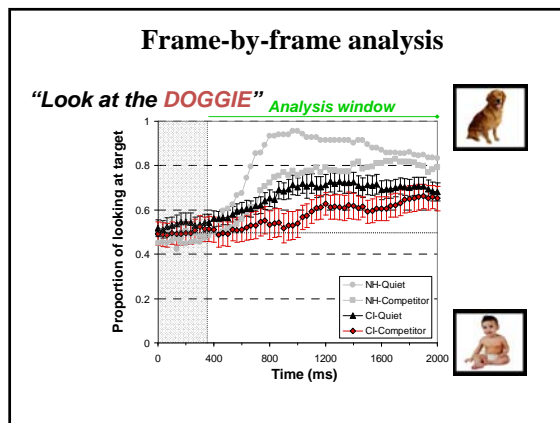 Frame-by-frame analysis
“Look at the DOGGIE”
Analysis window
Proportion of looking at target
1
0.8
0.6
0.4
0.2
0
NH-Quiet
NH-Competitor
CI-Quiet
CI-Competitor
0 400 800 1200 1600 2000
Time (ms)